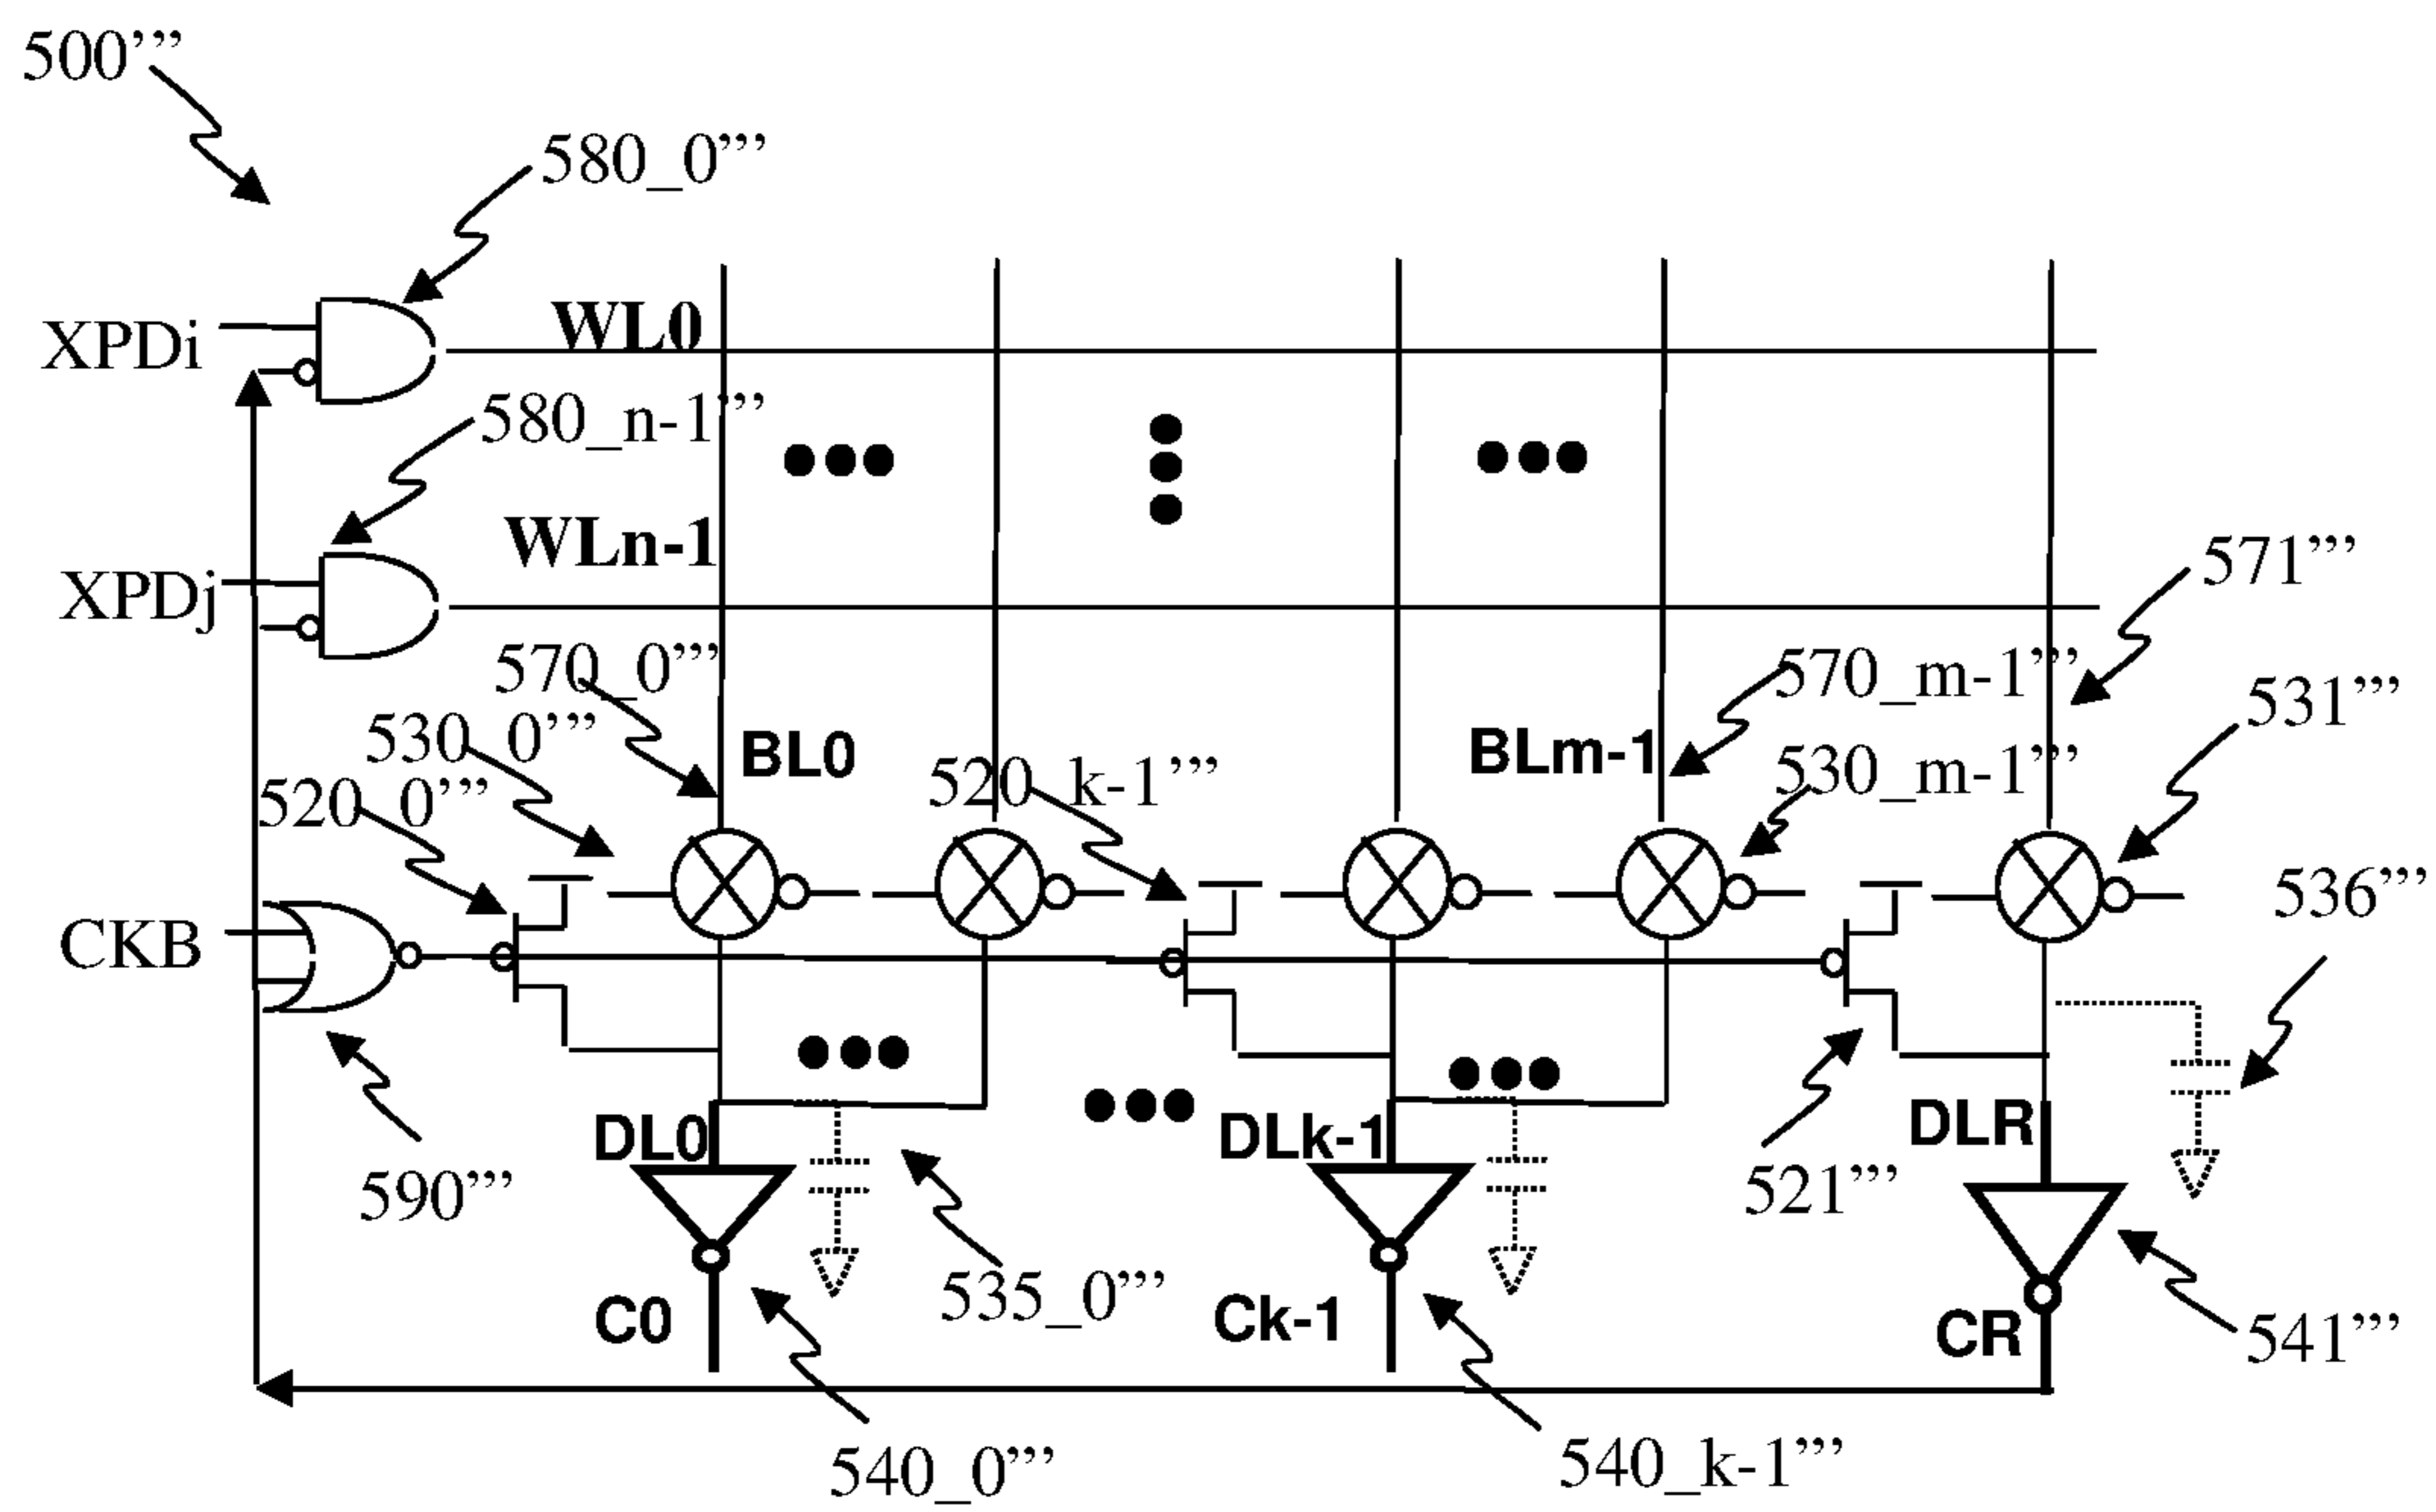 500’’’
580_0’’’
XPDi
WL0
580_n-1’’’
WLn-1
XPDj
571’’’
570_0’’’
570_m-1’’’
530_0’’’
531’’’
BL0
BLm-1
520_0’’’
520_k-1’’’
530_m-1’’’
536’’’
CKB
DL0
DLk-1
DLR
590’’’
521’’’
535_0’’’
C0
Ck-1
CR
541’’’
540_0’’’
540_k-1’’’